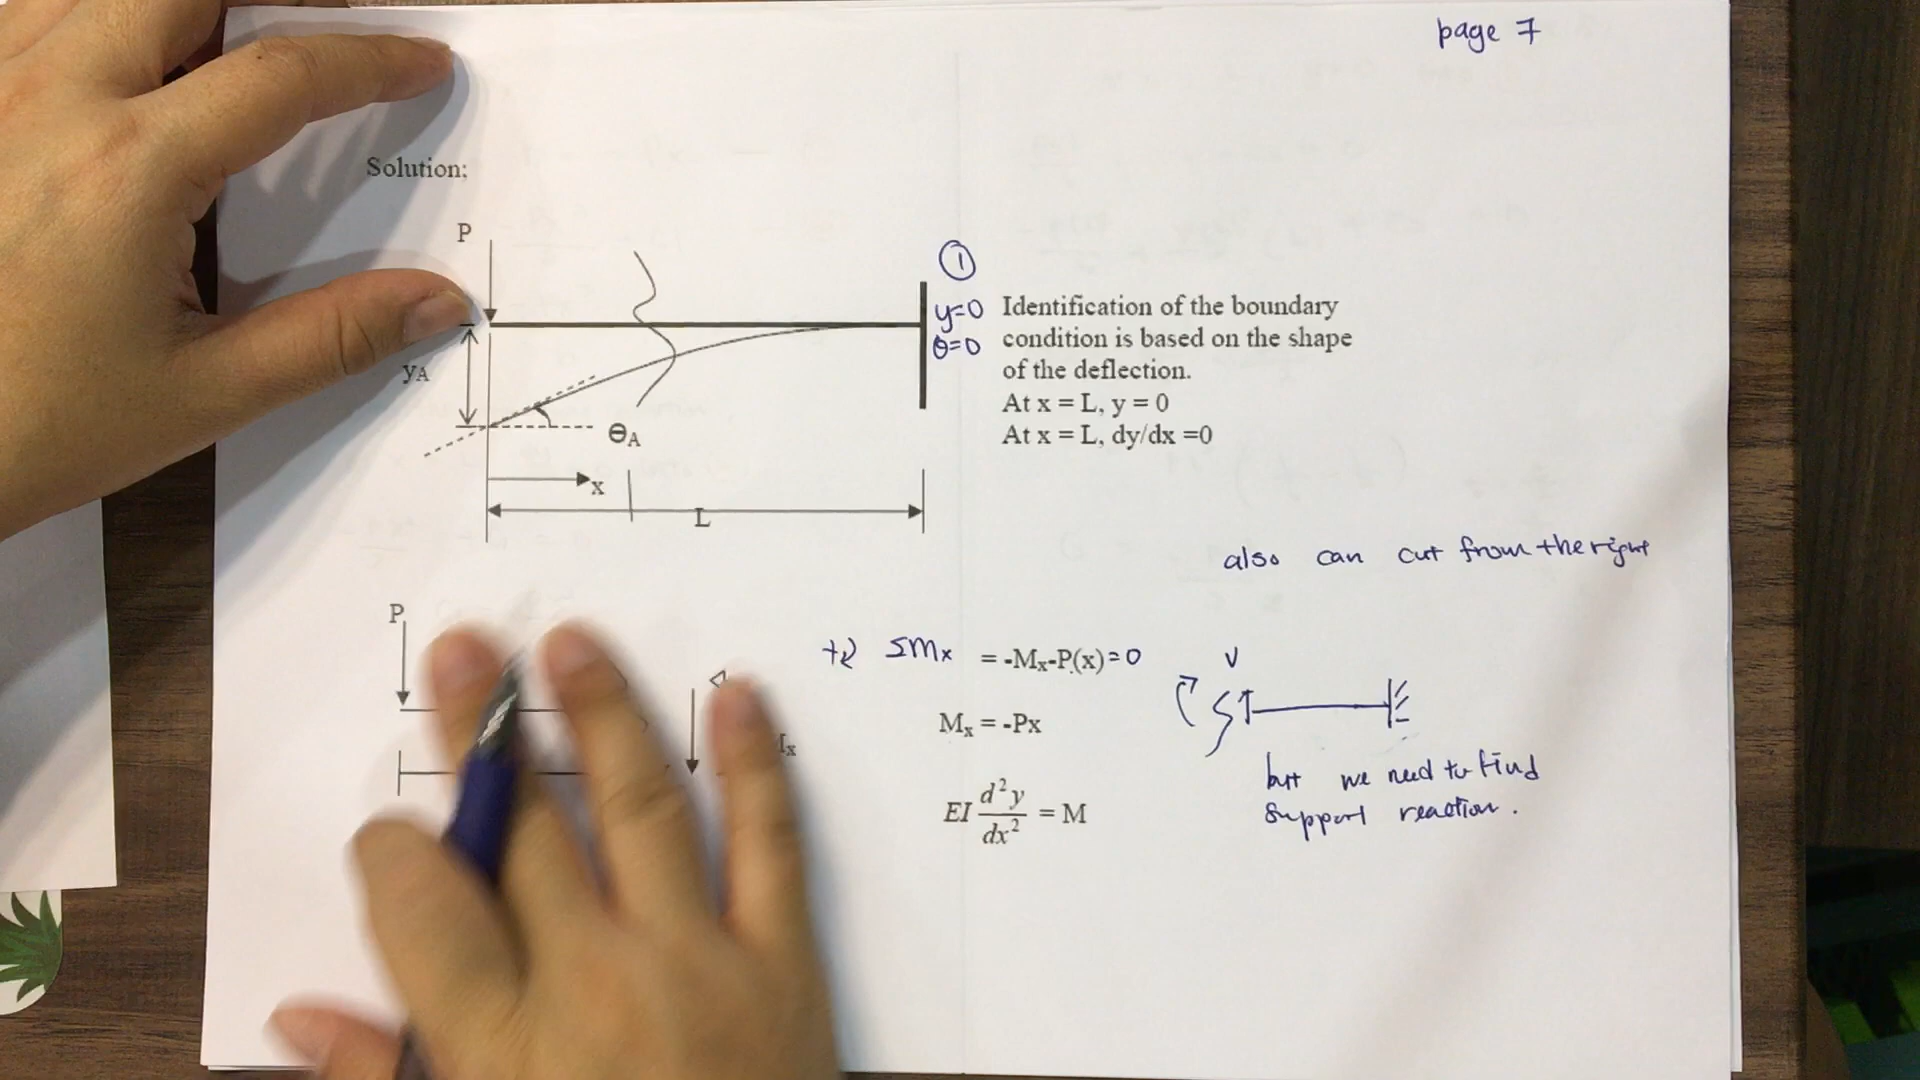 page 7
Solution;
P
①
y=0
θ=0
Identification of the boundary
condition is based on the shape
of the deflection.
At x = L, y = 0
At x = L, dy/dx =0
yA
θA
x
L
also can cut from the right
P
ΣMx = -Mx-P(x)=0
V
Mx = -Px
EI d²y/dx² = M
but we need to find
support reaction.